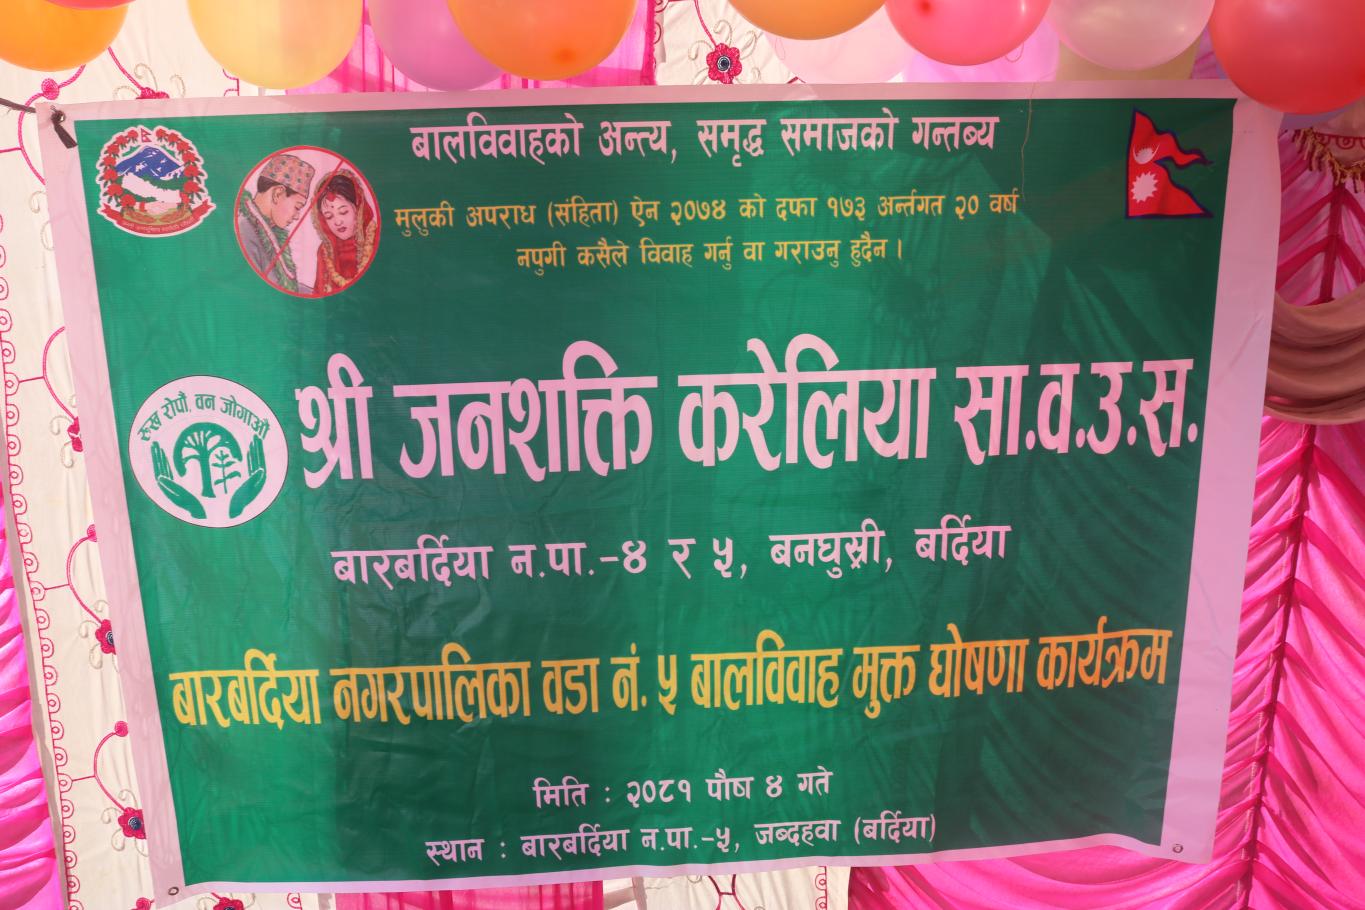 बालविवाहको अन्त्य, समृद्ध समाजको गन्तब्य
मुलुकी अपराध (संहिता) ऐन २०७४ को दफा १७३ अर्न्तगत २० वर्ष
नपुगी कसैले विवाह गर्नु वा गराउनु हुदैन ।
रुख रोपौं, वन जोगाऔं
श्री जनशक्ति करेलिया सा.व.उ.स.
बारबर्दिया न.पा.-४ र ५, बनघुस्री, बर्दिया
बारबर्दिया नगरपालिका वडा नं. ५ बालविवाह मुक्त घोषणा कार्यक्रम
मिति : २०८१ पौष ४ गते
स्थान : बारबर्दिया न.पा.-५, जब्दहवा (बर्दिया)